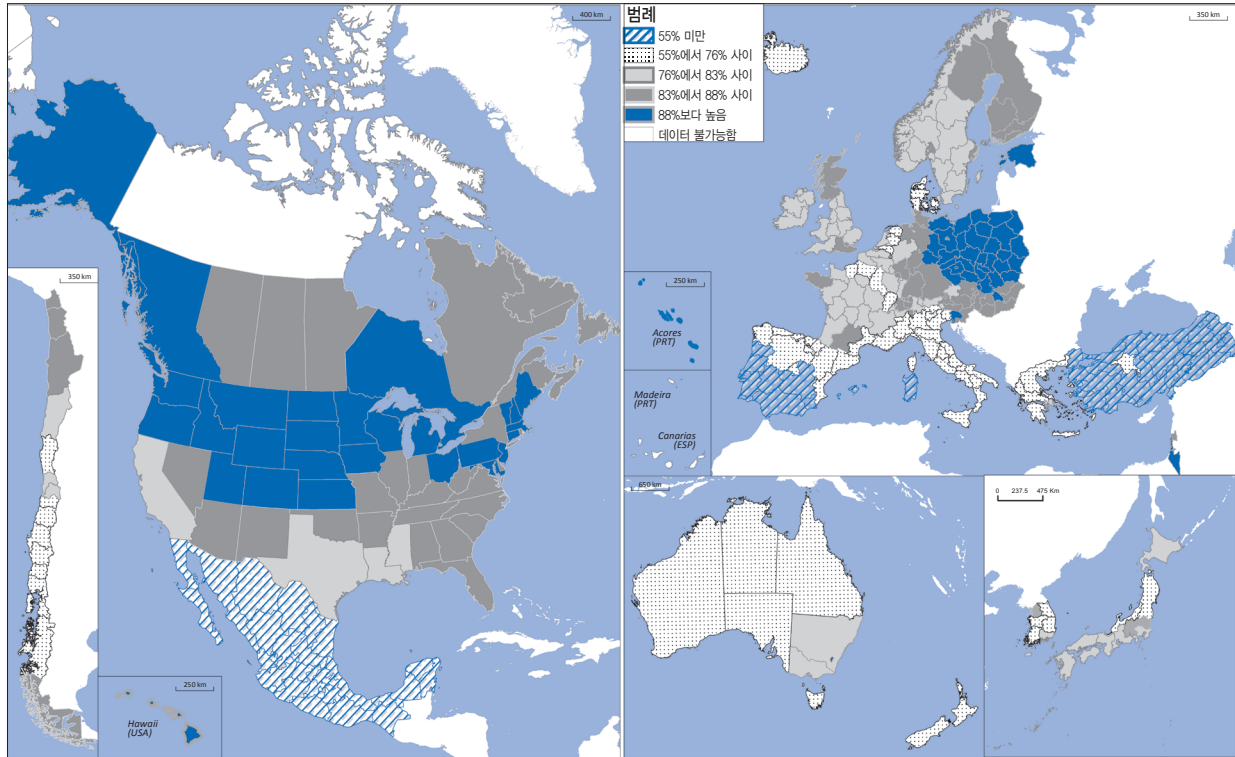 400 km
범례
55% 미만
55%에서 76% 사이
76%에서 83% 사이
83%에서 88% 사이
88%보다 높음
데이터 불가능함
350 km
350 km
250 km
Acores
(PRT)
Madeira
(PRT)
Canarias
(ESP)
250 km
Hawaii
(USA)
650 km
0 237.5 475 Km